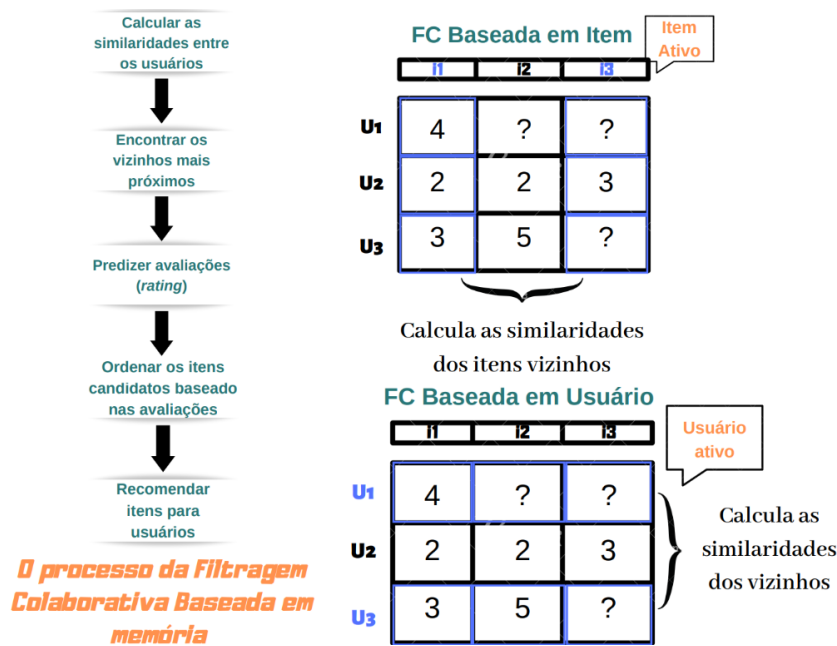 Calcular as
similaridades entre
os usuários
Encontrar os
vizinhos mais
próximos
Predizer avaliações
(rating)
Ordenar os itens
candidatos baseado
nas avaliações
Recomendar
itens para
usuários
O processo da Filtragem
Colaborativa Baseada em
memória
FC Baseada em Item
Item
Ativo
i1 i2 i3
U1 4 ? ?
U2 2 2 3
U3 3 5 ?
Calcula as similaridades
dos itens vizinhos
FC Baseada em Usuário
Usuário
ativo
i1 i2 i3
U1 4 ? ?
U2 2 2 3
U3 3 5 ?
Calcula as
similaridades
dos vizinhos